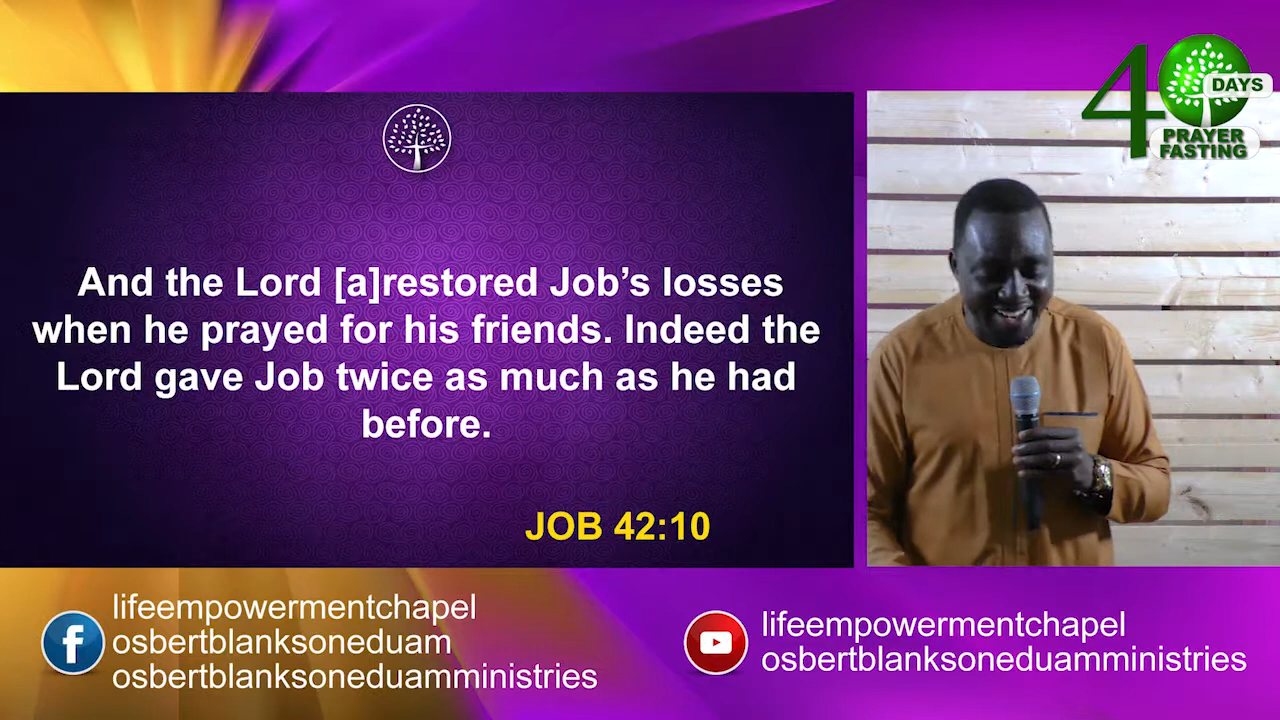 40
DAYS
PRAYER
FASTING
And the Lord [a]restored Job’s losses
when he prayed for his friends. Indeed the
Lord gave Job twice as much as he had
before.
JOB 42:10
lifeempowermentchapel
osbertblanksoneduam
osbertblanksoneduamministries
lifeempowermentchapel
osbertblanksoneduamministries